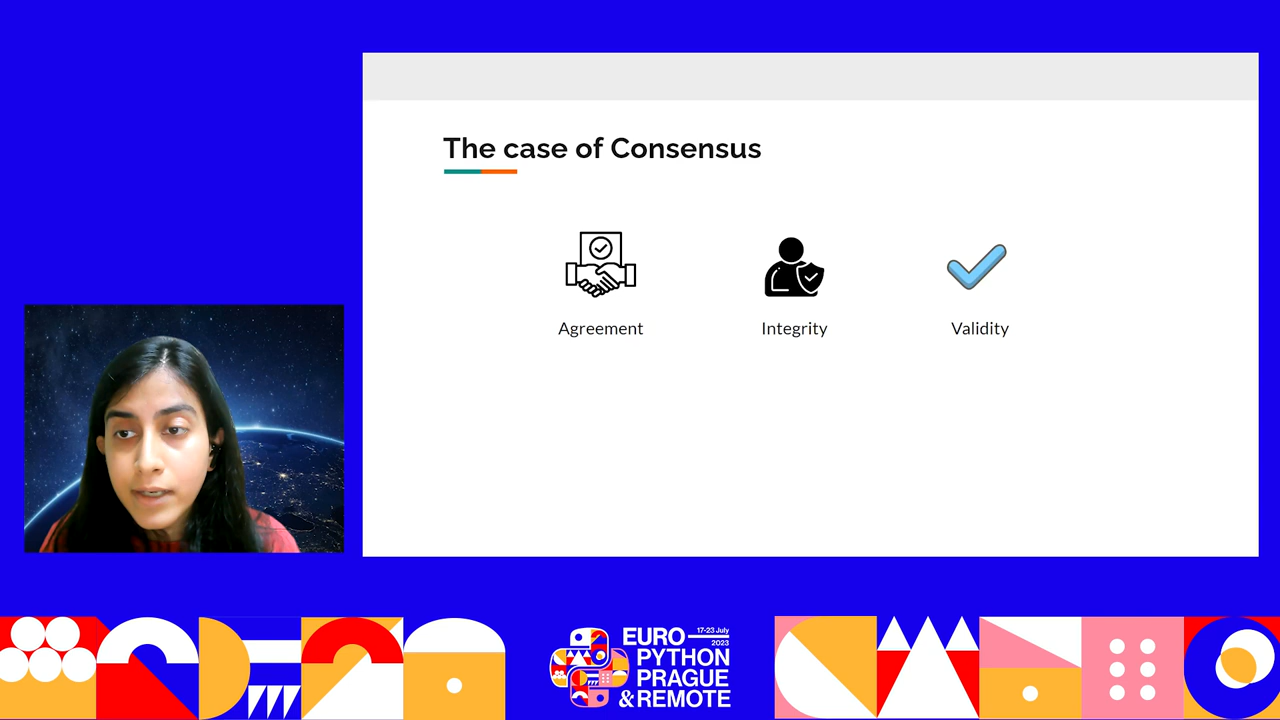 The case of Consensus
Agreement
Integrity
Validity
EURO
17-23 July
2023
PYTHON
PRAGUE
& REMOTE